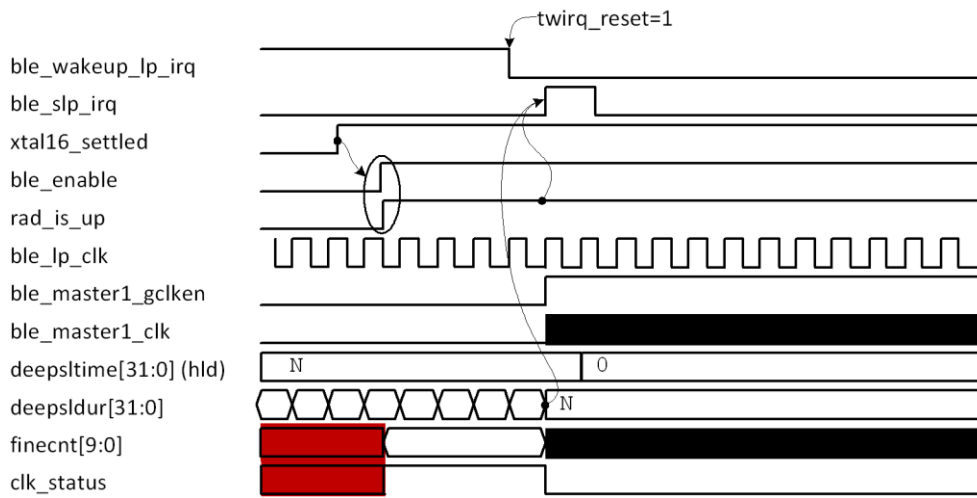 twirq_reset=1
ble_wakeup_lp_irq
ble_slp_irq
xtal16_settled
ble_enable
rad_is_up
ble_lp_clk
ble_master1_gclken
ble_master1_clk
deepsltime[31:0] (hld) N 0
deepsldur[31:0] N
finecnt[9:0]
clk_status